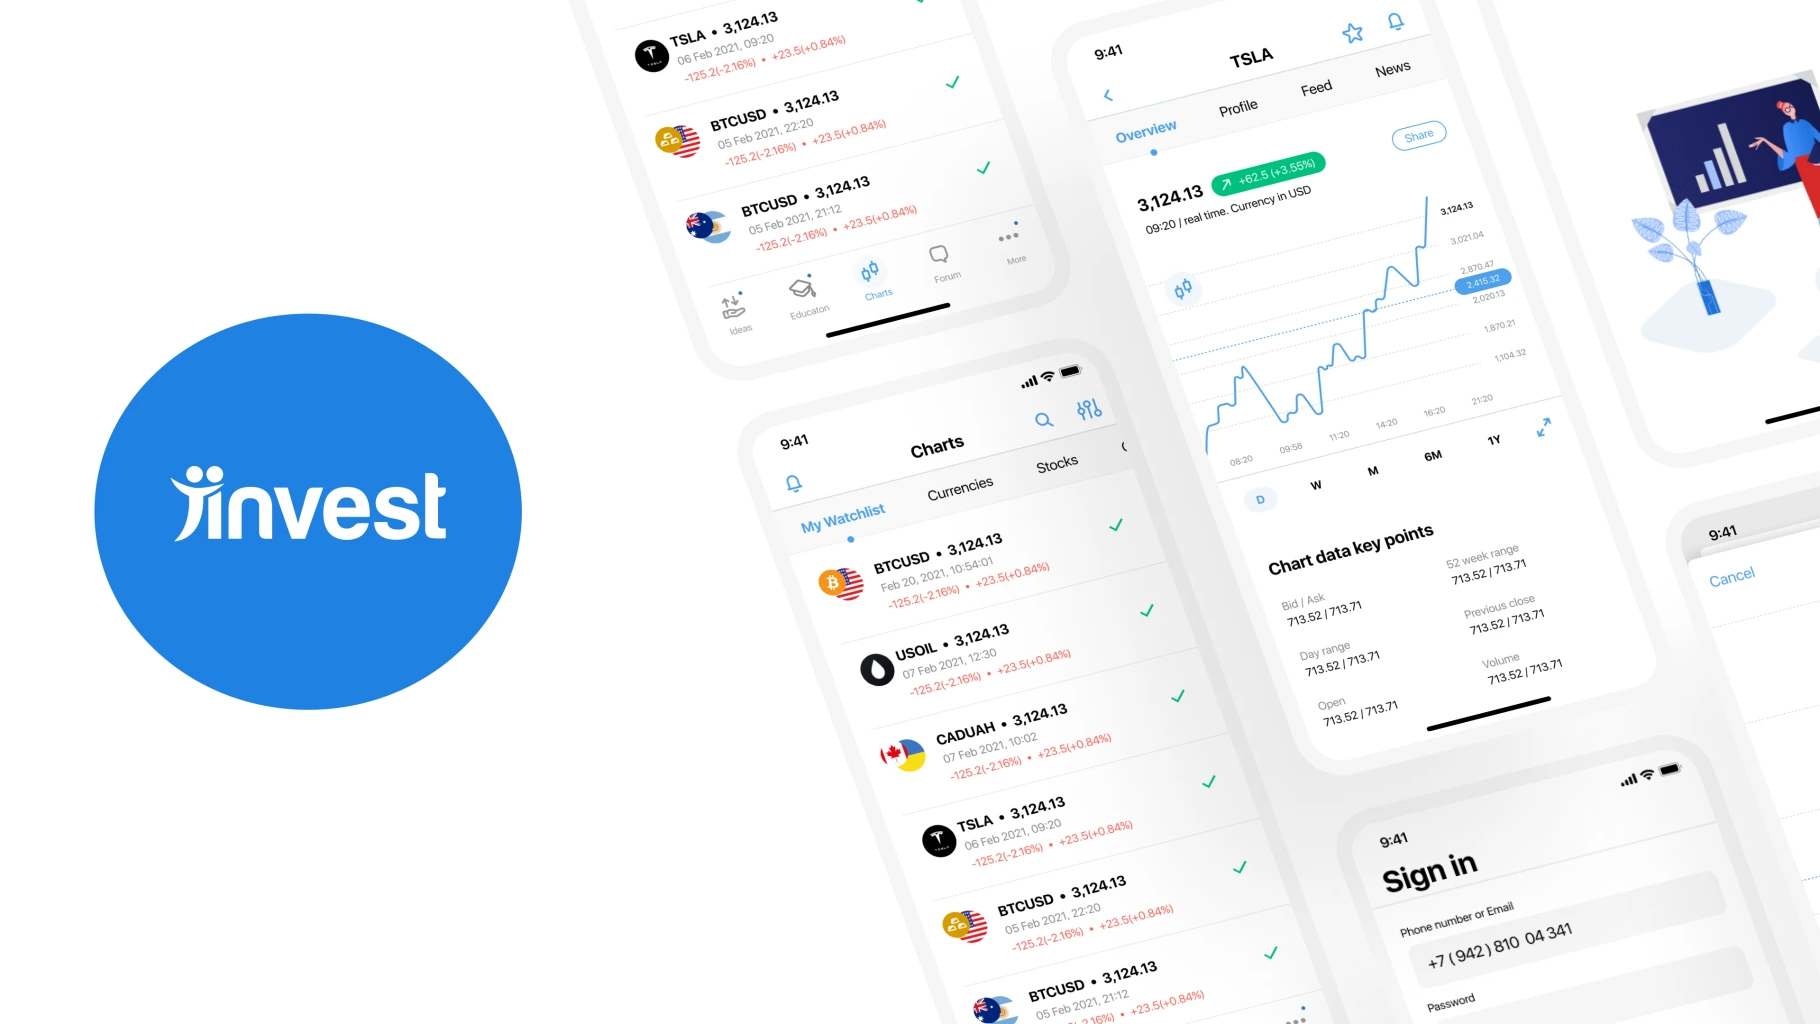 invest
TSLA • 3,124.13
06 Feb 2021, 09:20
-125.2(-2.16%) • +23.5(+0.84%)
BTCUSD • 3,124.13
05 Feb 2021, 22:20
-125.2(-2.16%) • +23.5(+0.84%)
BTCUSD • 3,124.13
05 Feb 2021, 21:12
-125.2(-2.16%) • +23.5(+0.84%)
Ideas
Educaton
Charts
Forum
More
9:41
Charts
My Watchlist
Currencies
Stocks
BTCUSD • 3,124.13
Feb 20, 2021, 10:54:01
-125.2(-2.16%) • +23.5(+0.84%)
USOIL • 3,124.13
07 Feb 2021, 12:30
-125.2(-2.16%) • +23.5(+0.84%)
CADUAH • 3,124.13
07 Feb 2021, 10:02
-125.2(-2.16%) • +23.5(+0.84%)
TSLA • 3,124.13
TESLA
06 Feb 2021, 09:20
-125.2(-2.16%) • +23.5(+0.84%)
BTCUSD • 3,124.13
05 Feb 2021, 22:20
-125.2(-2.16%) • +23.5(+0.84%)
BTCUSD • 3,124.13
05 Feb 2021, 21:12
2.16%) • +23.5(+0.84%)
9:41
TSLA
Overview
Profile
Feed
News
Share
3,124.13
+62.5 (+3.55%)
09:20 / real time. Currency in USD
3,124.13
3,021.04
2,870.47
2,415.32
2,020.13
1,870.21
1,104.32
08:20
09:58
11:20
14:20
16:20
21:20
D
W
M
6M
1Y
Chart data key points
Bid / Ask
713.52 / 713.71
52 week range
713.52 / 713.71
Day range
713.52 / 713.71
Previous close
713.52 / 713.71
Open
713.52 / 713.71
Volume
713.52 / 713.71
9:41
Cancel
9:41
Sign in
Phone number or Email
+7 ( 942 ) 810 04 341
Password